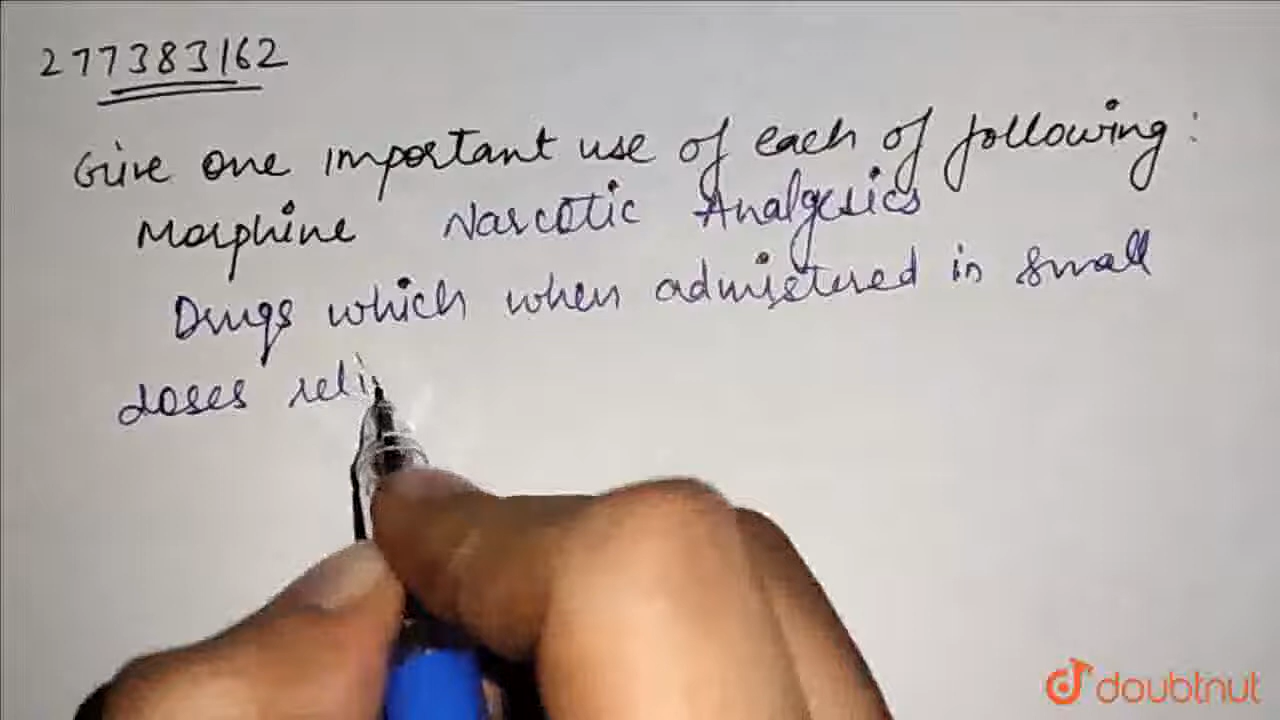 277383162
Give one important use of each of following:
Morphine Narcotic Analgesics
Drugs which when admistered in small
doses reli
doubtnut